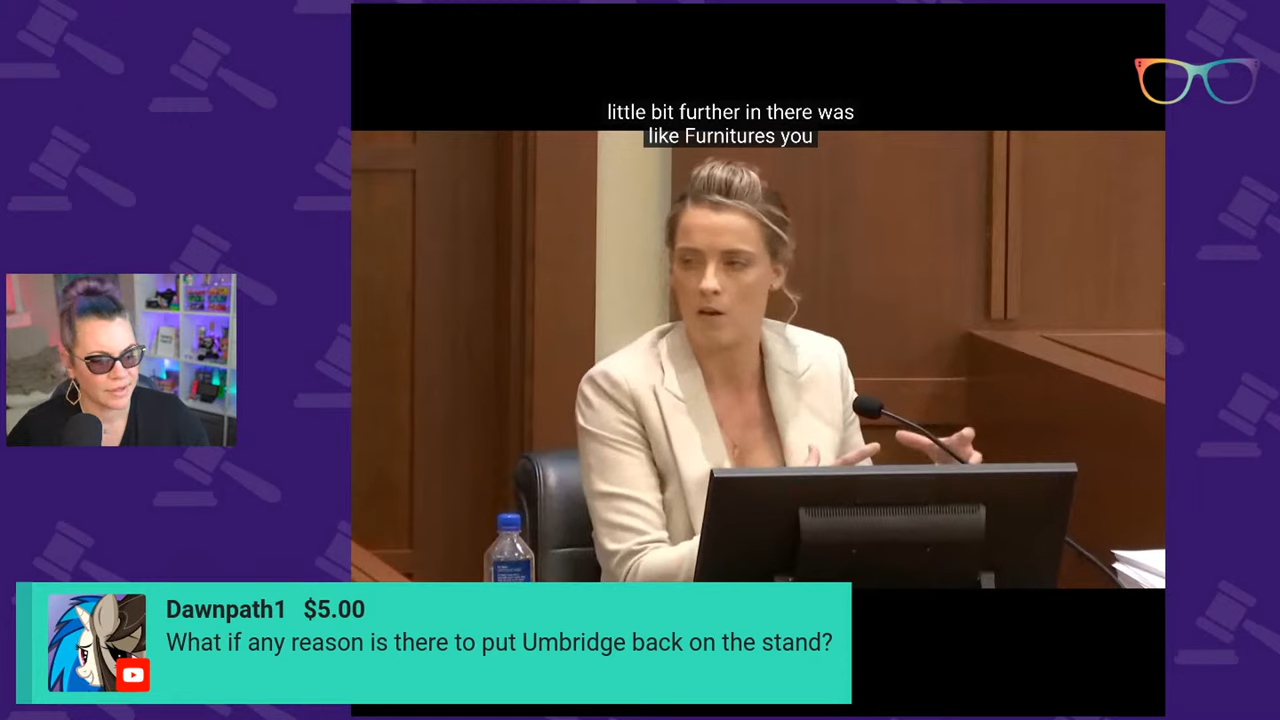 little bit further in there was
like Furnitures you
Dawnpath1 $5.00
What if any reason is there to put Umbridge back on the stand?